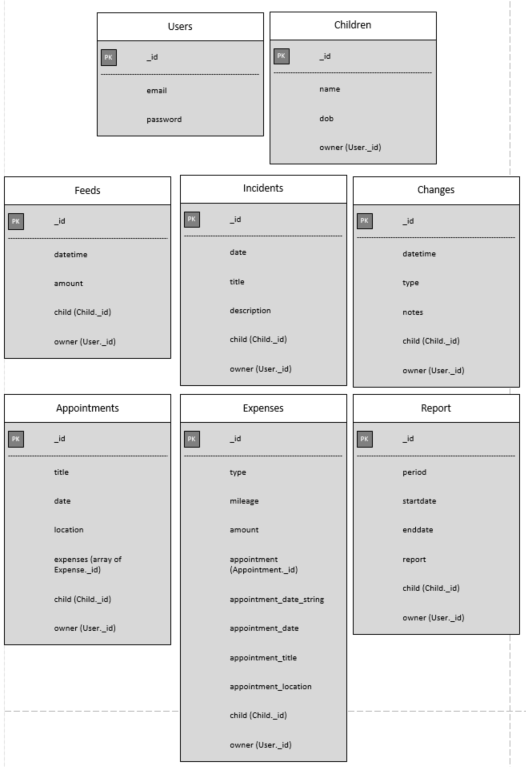 Users
PK _id
email
password
Children
PK _id
name
dob
owner (User._id)
Feeds
PK _id
datetime
amount
child (Child._id)
owner (User._id)
Incidents
PK _id
date
title
description
child (Child._id)
owner (User._id)
Changes
PK _id
datetime
type
notes
child (Child._id)
owner (User._id)
Appointments
PK _id
title
date
location
expenses (array of
Expense._id)
child (Child._id)
owner (User._id)
Expenses
PK _id
type
mileage
amount
appointment
(Appointment._id)
appointment_date_string
appointment_date
appointment_title
appointment_location
child (Child._id)
owner (User._id)
Report
PK _id
period
startdate
enddate
report
child (Child._id)
owner (User._id)